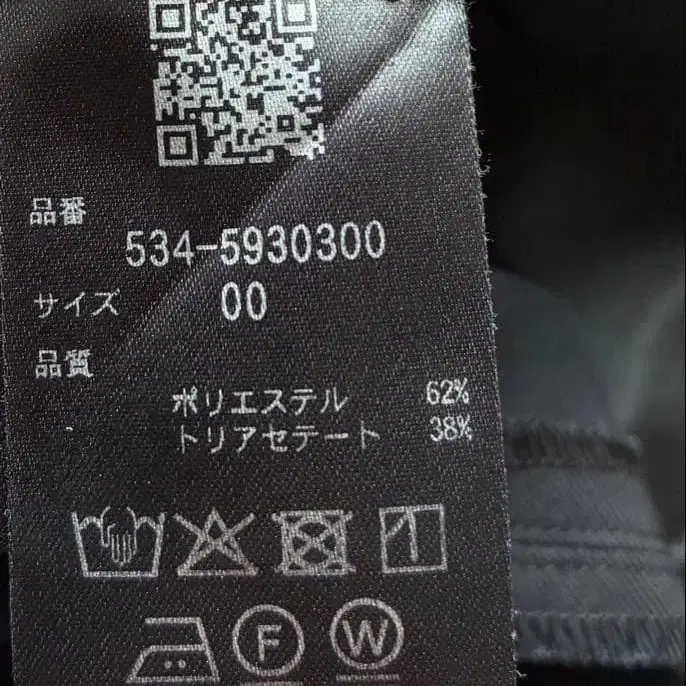 品番
534-5930300
サイズ 00
品質
ポリエステル 62%
トリアセテート 38%
F W